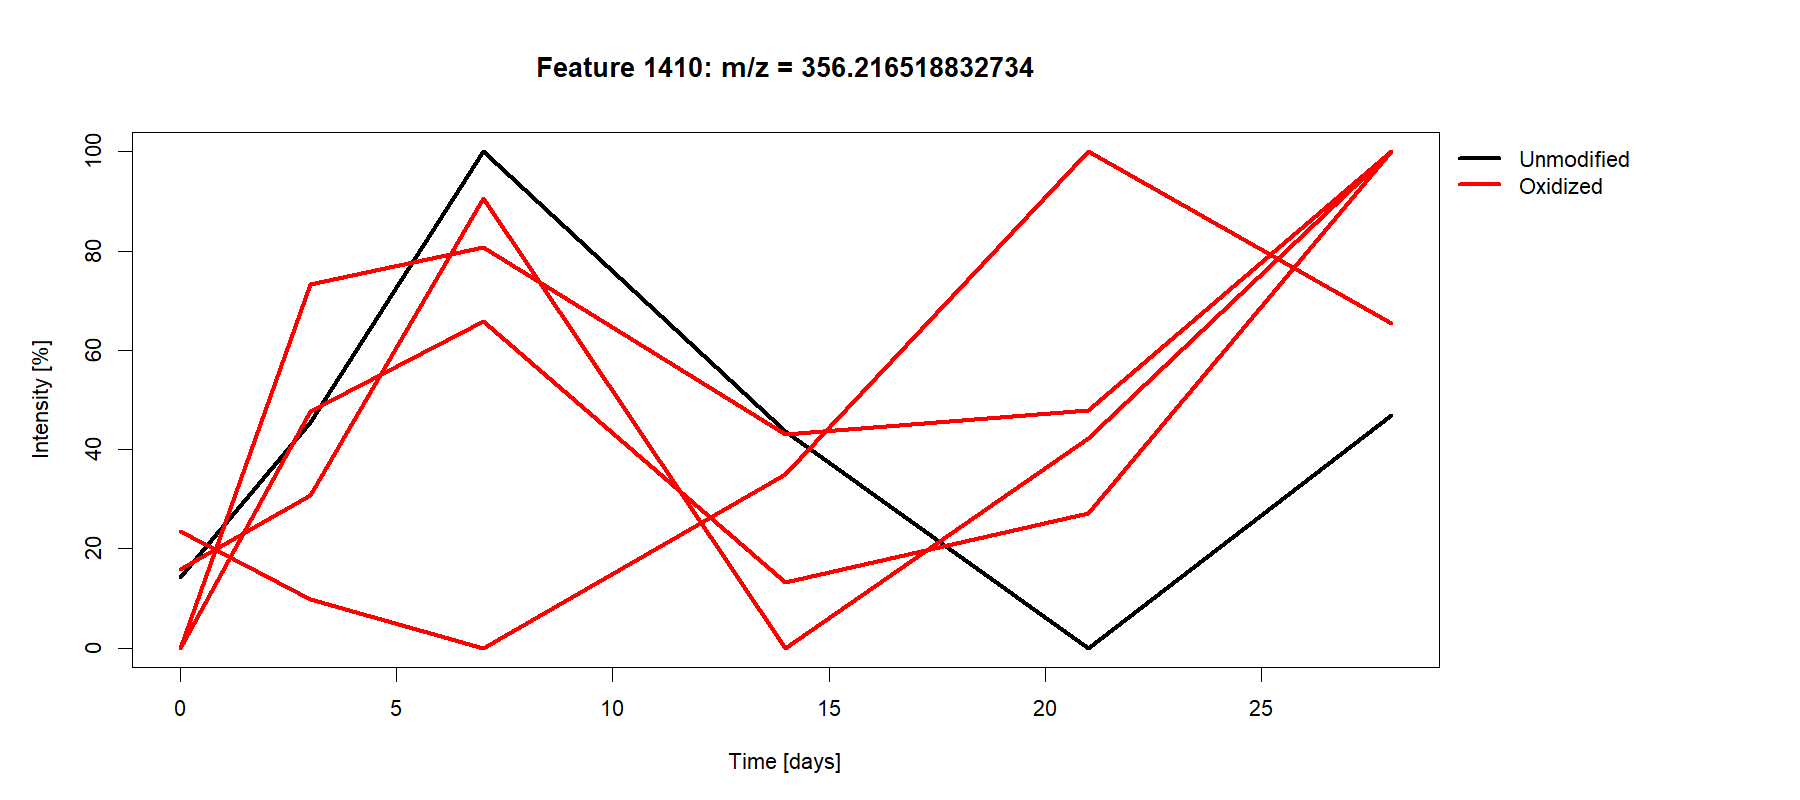 Feature 1410: m/z = 356.216518832734
Unmodified
Oxidized
Intensity [%]
100
80
60
40
20
0
0 5 10 15 20 25
Time [days]